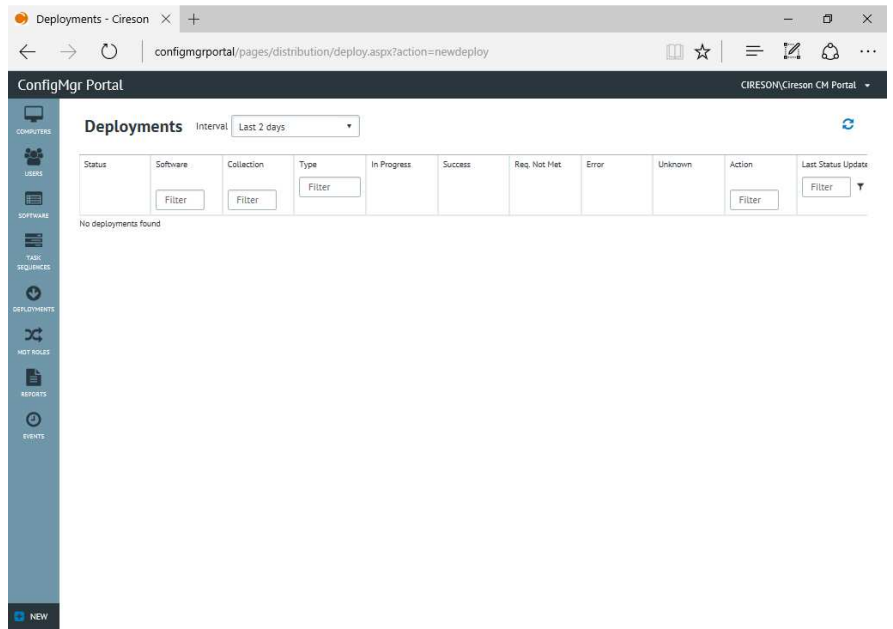 Deployments - Cireson
configmgrportal/pages/distribution/deploy.aspx?action=newdeploy
ConfigMgr Portal
CIRESON\Cireson CM Portal
COMPUTERS
USERS
SOFTWARE
TASK
SEQUENCES
DEPLOYMENTS
MDT ROLES
REPORTS
EVENTS
NEW
Deployments Interval Last 2 days
Status Software Collection Type In Progress Success Req. Not Met Error Unknown Action Last Status Update
Filter Filter Filter Filter Filter
No deployments found